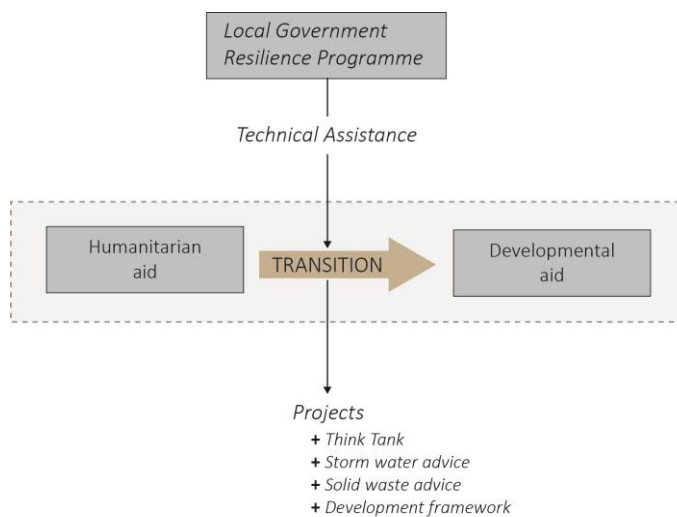 Local Government
Resilience Programme
Technical Assistance
Humanitarian
aid
TRANSITION
Developmental
aid
Projects
+ Think Tank
+ Storm water advice
+ Solid waste advice
+ Development framework